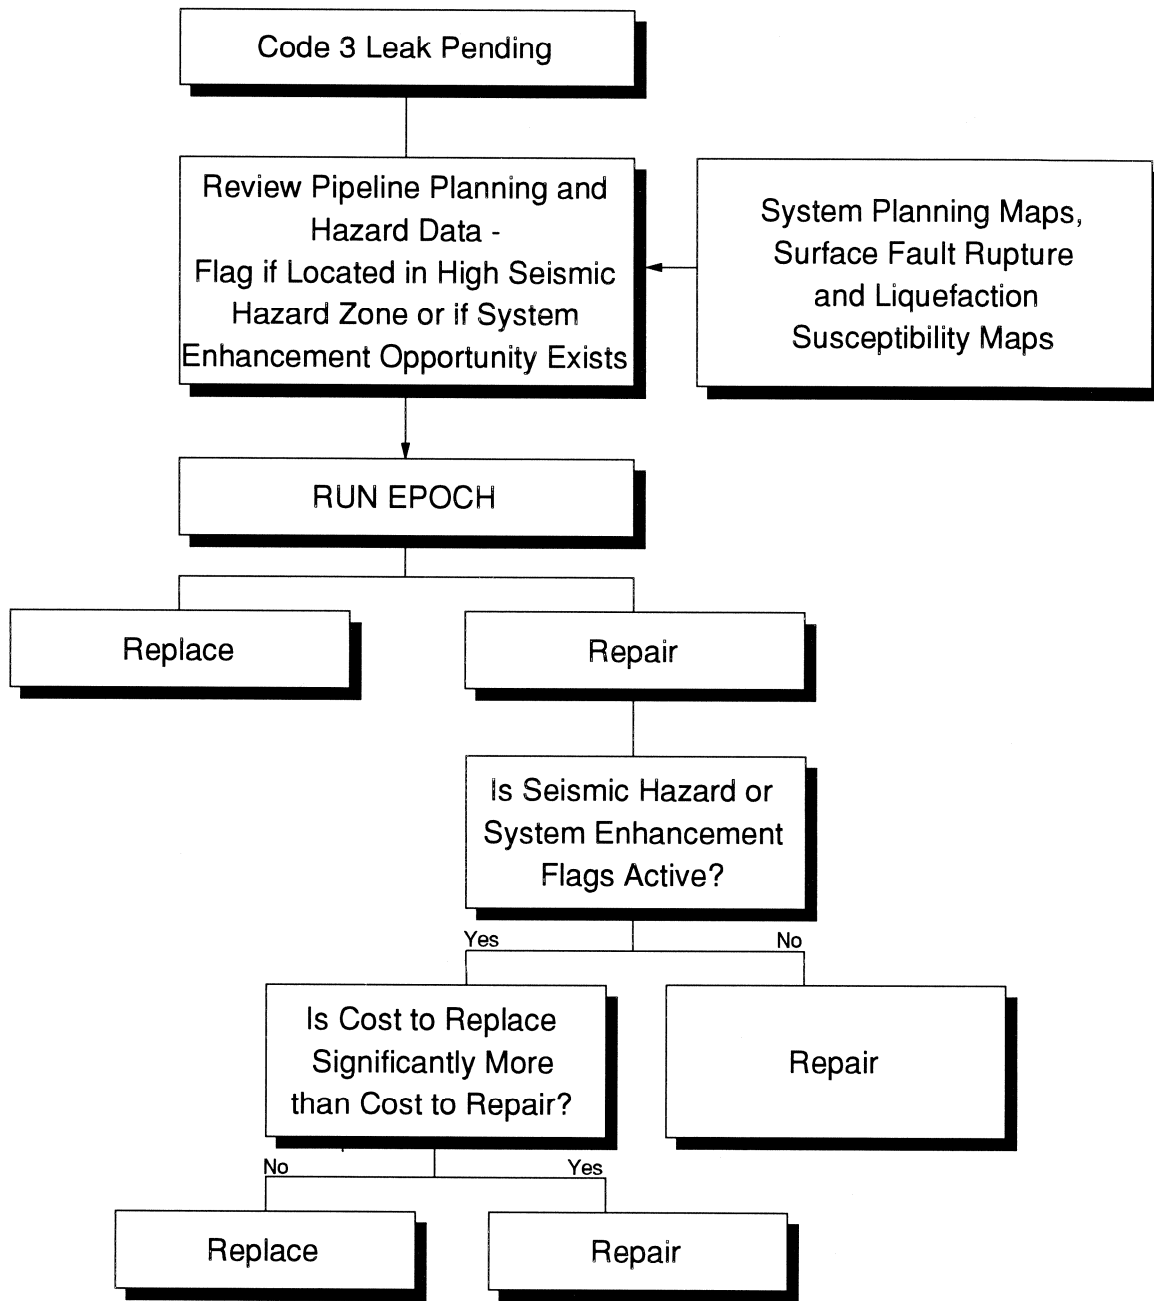 Code 3 Leak Pending
Review Pipeline Planning and
Hazard Data -
Flag if Located in High Seismic
Hazard Zone or if System
Enhancement Opportunity Exists
System Planning Maps,
Surface Fault Rupture
and Liquefaction
Susceptibility Maps
RUN EPOCH
Replace
Repair
Is Seismic Hazard or
System Enhancement
Flags Active?
Yes
No
Is Cost to Replace
Significantly More
than Cost to Repair?
Repair
No
Yes
Replace
Repair